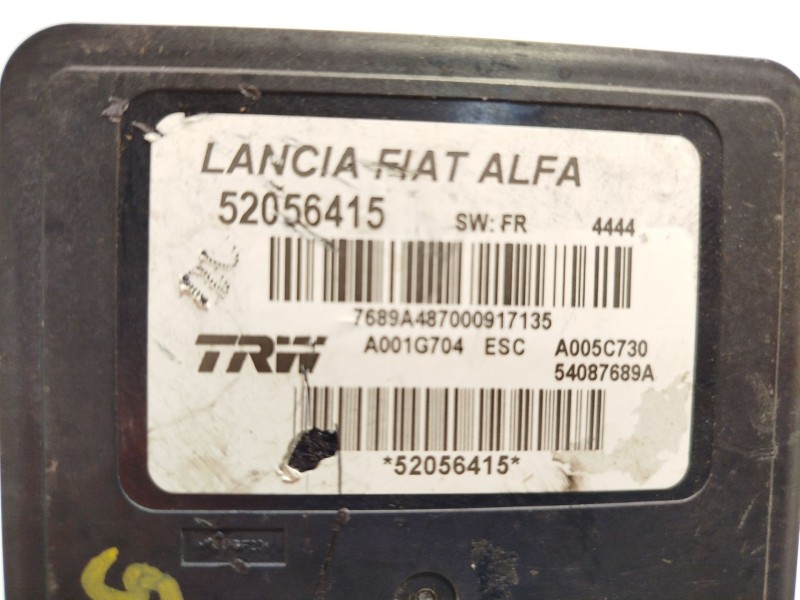 LANCIA FIAT ALFA
52056415 SW: FR 4444
7689A487000917135
TRW A001G704 ESC A005C730
54087689A
*52056415*